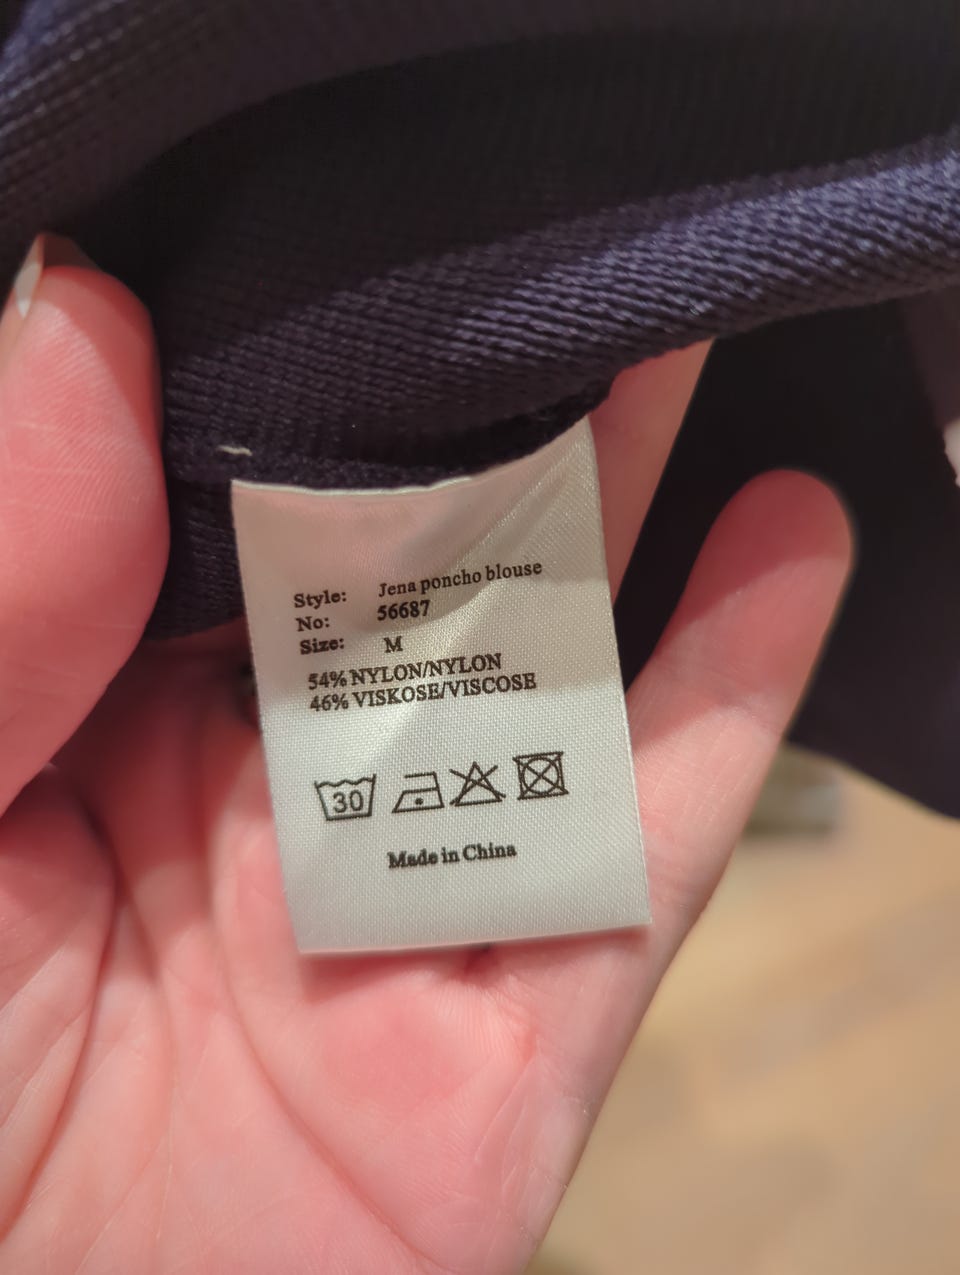 Style: Jena poncho blouse
No: 56687
Size: M
54% NYLON/NYLON
46% VISKOSE/VISCOSE
30
Made in China